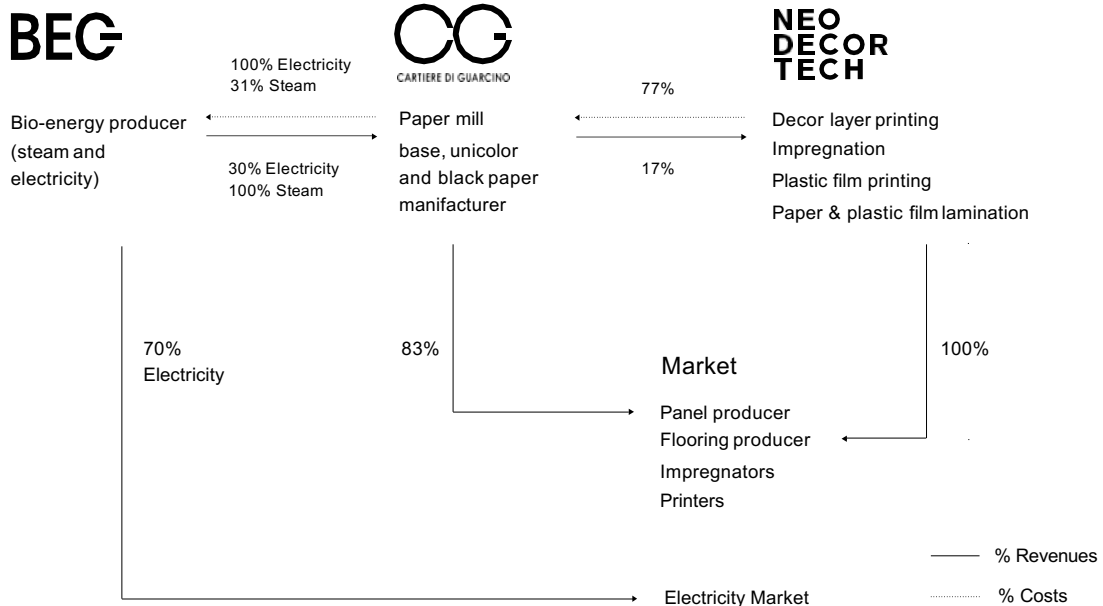 BEG
CG
CARTIERE DI GUARCINO
NEO
DECOR
TECH
100% Electricity
31% Steam
77%
Bio-energy producer
(steam and
electricity)
30% Electricity
100% Steam
Paper mill
base, unicolor
and black paper
manifacturer
17%
Decor layer printing
Impregnation
Plastic film printing
Paper & plastic film lamination
70%
Electricity
83%
100%
Market
Panel producer
Flooring producer
Impregnators
Printers
Electricity Market
% Revenues
% Costs